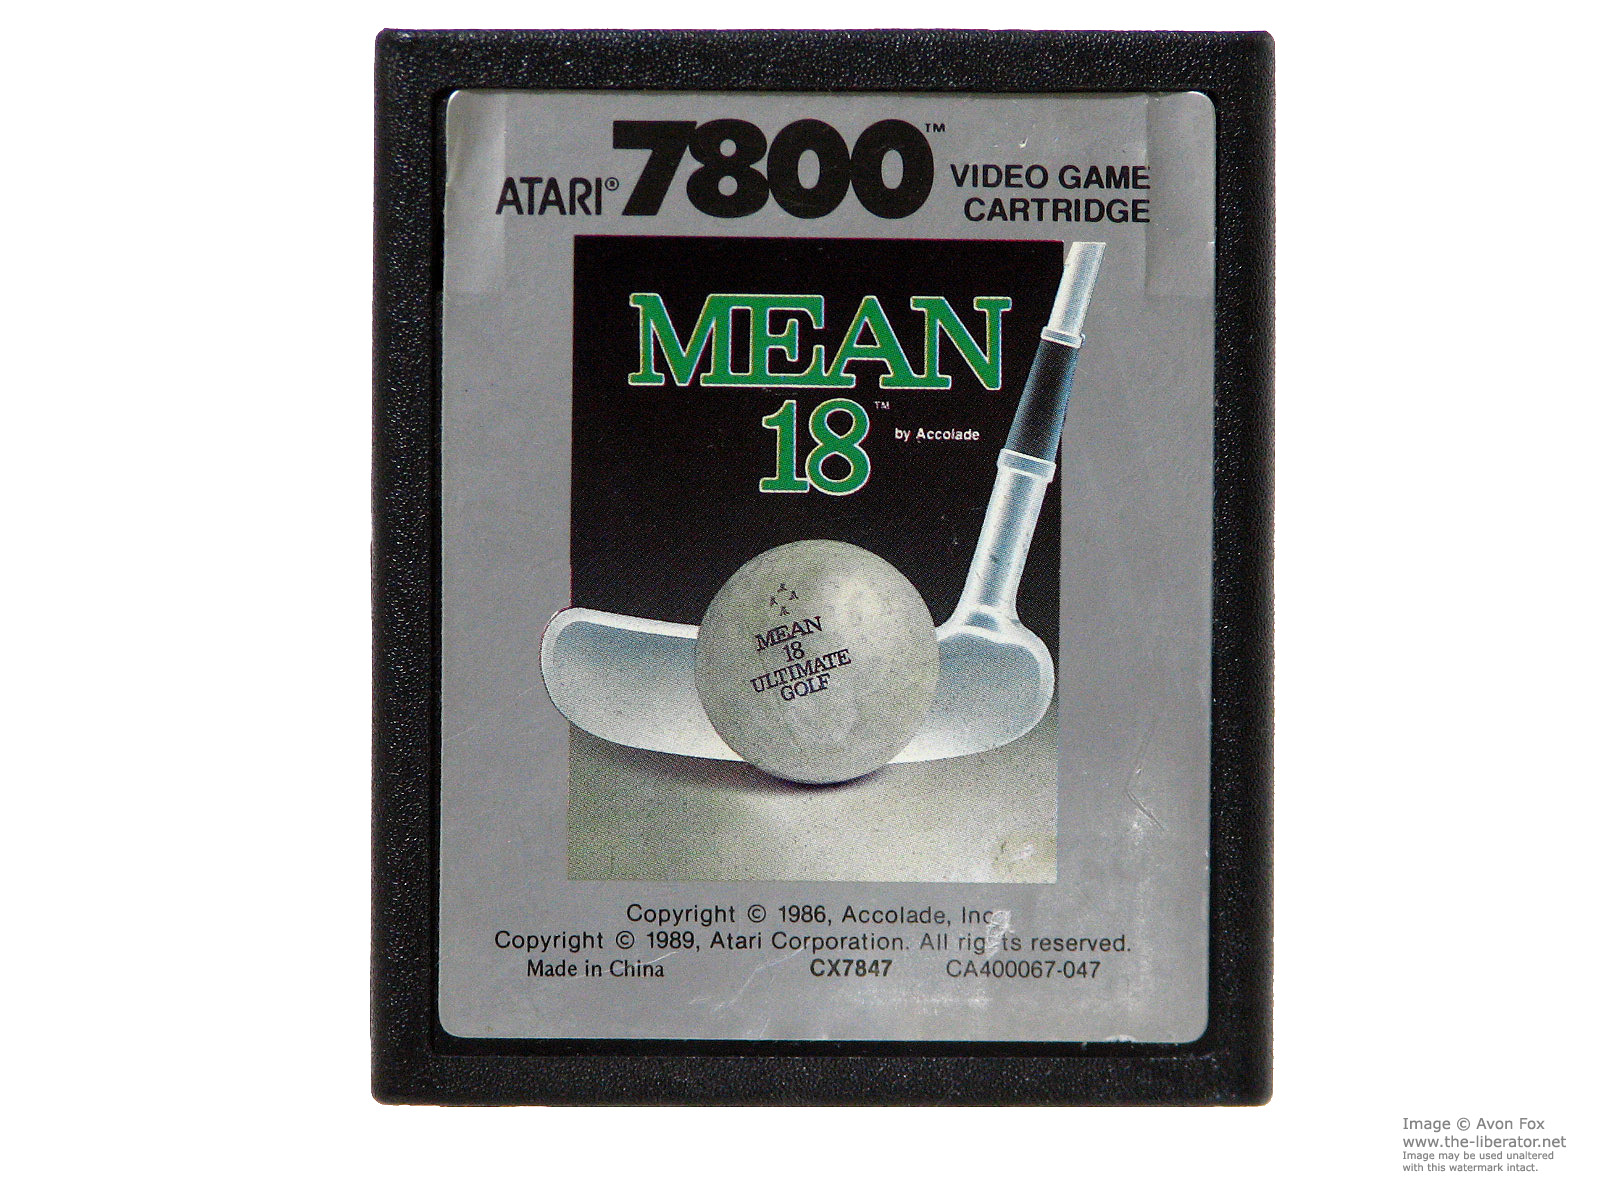 ATARI® 7800™ VIDEO GAME
CARTRIDGE
MEAN
18™
by Accolade
MEAN
18
ULTIMATE
GOLF
Copyright © 1986, Accolade, Inc
Copyright © 1989, Atari Corporation. All rig ts reserved.
Made in China CX7847 CA400067-047
Image © Avon Fox
www.the-liberator.net
Image may be used unaltered
with this watermark intact.